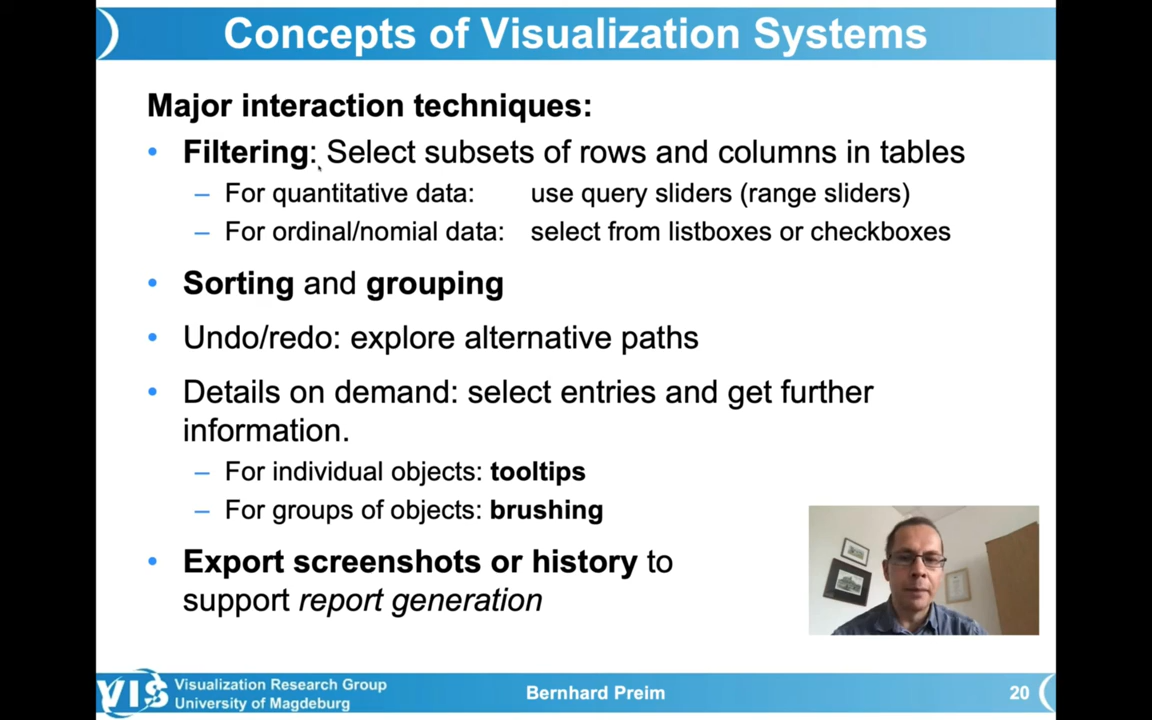 Concepts of Visualization Systems
Major interaction techniques:
• Filtering: Select subsets of rows and columns in tables
– For quantitative data: use query sliders (range sliders)
– For ordinal/nomial data: select from listboxes or checkboxes
• Sorting and grouping
• Undo/redo: explore alternative paths
• Details on demand: select entries and get further
information.
– For individual objects: tooltips
– For groups of objects: brushing
• Export screenshots or history to
support report generation
VIS
Visualization Research Group
University of Magdeburg
Bernhard Preim
20